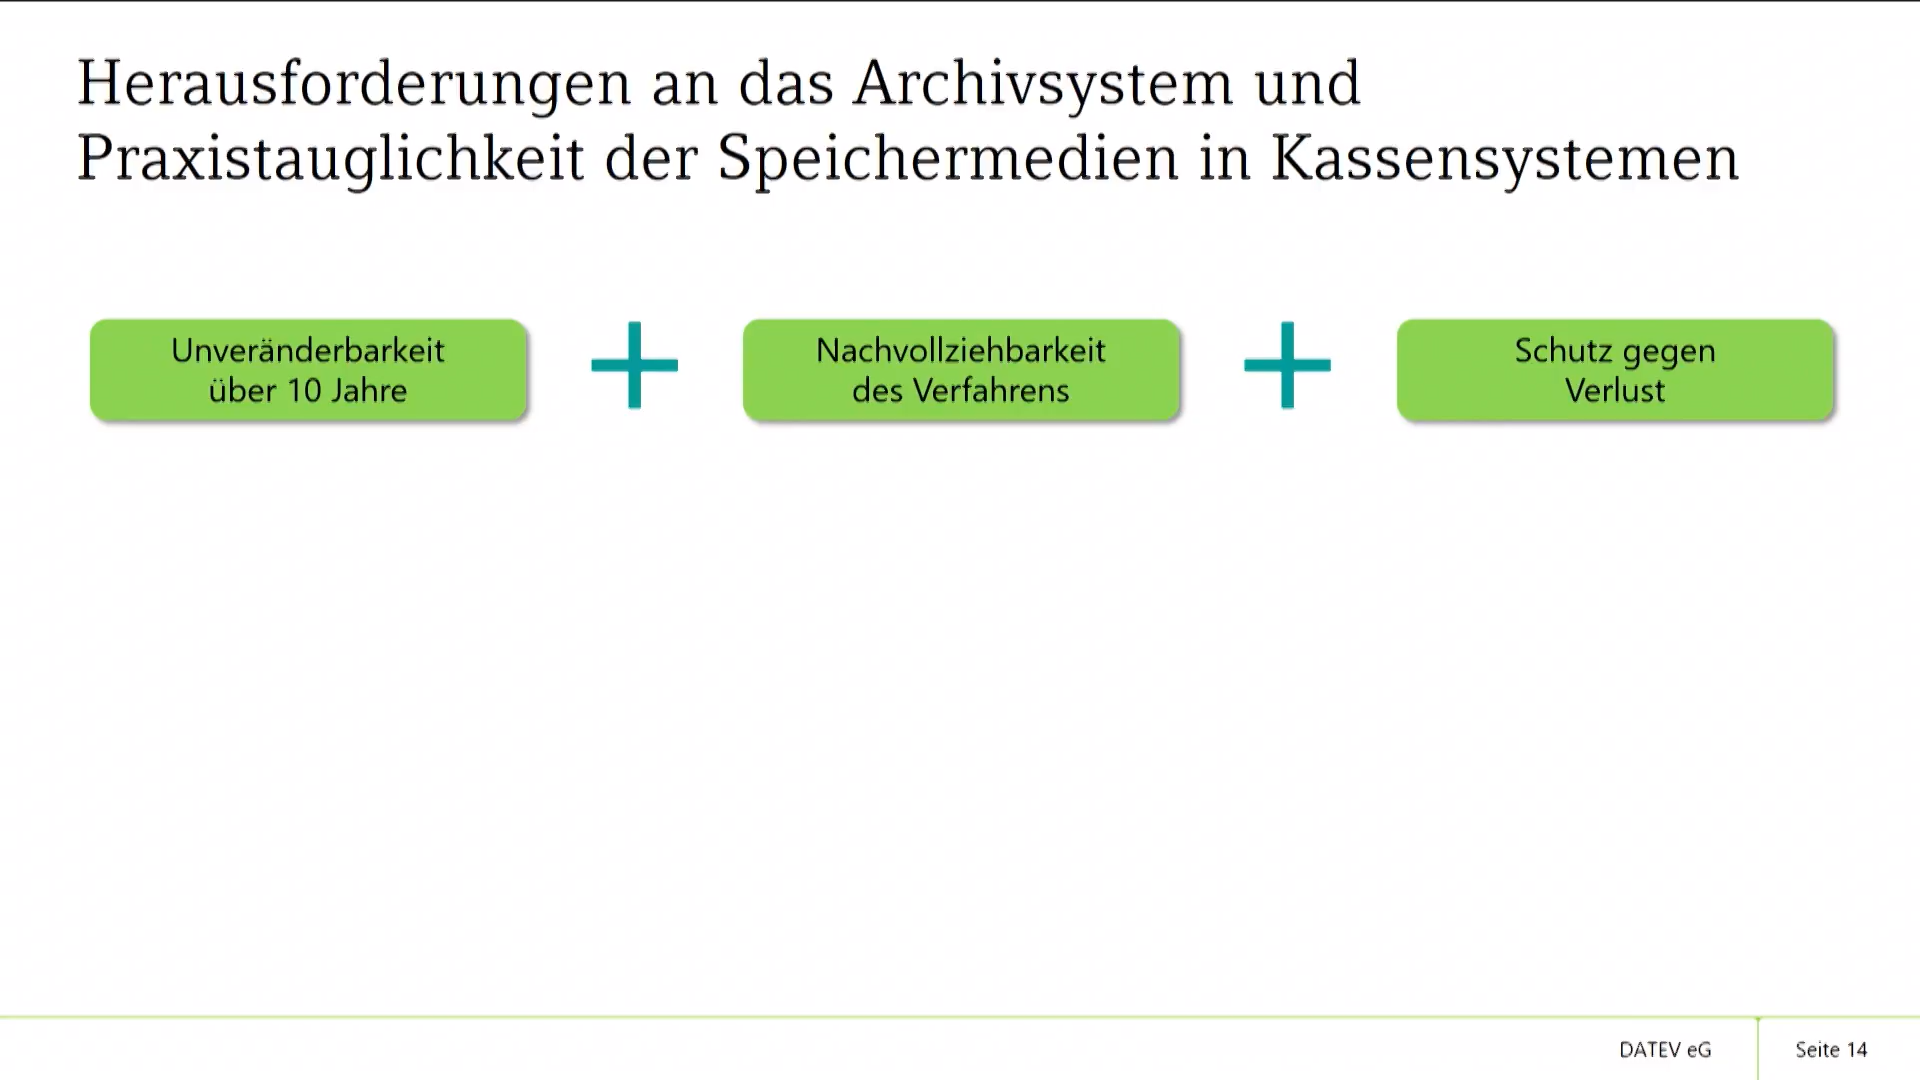 Herausforderungen an das Archivsystem und
Praxistauglichkeit der Speichermedien in Kassensystemen
Unveränderbarkeit
über 10 Jahre
Nachvollziehbarkeit
des Verfahrens
Schutz gegen
Verlust
DATEV eG
Seite 14